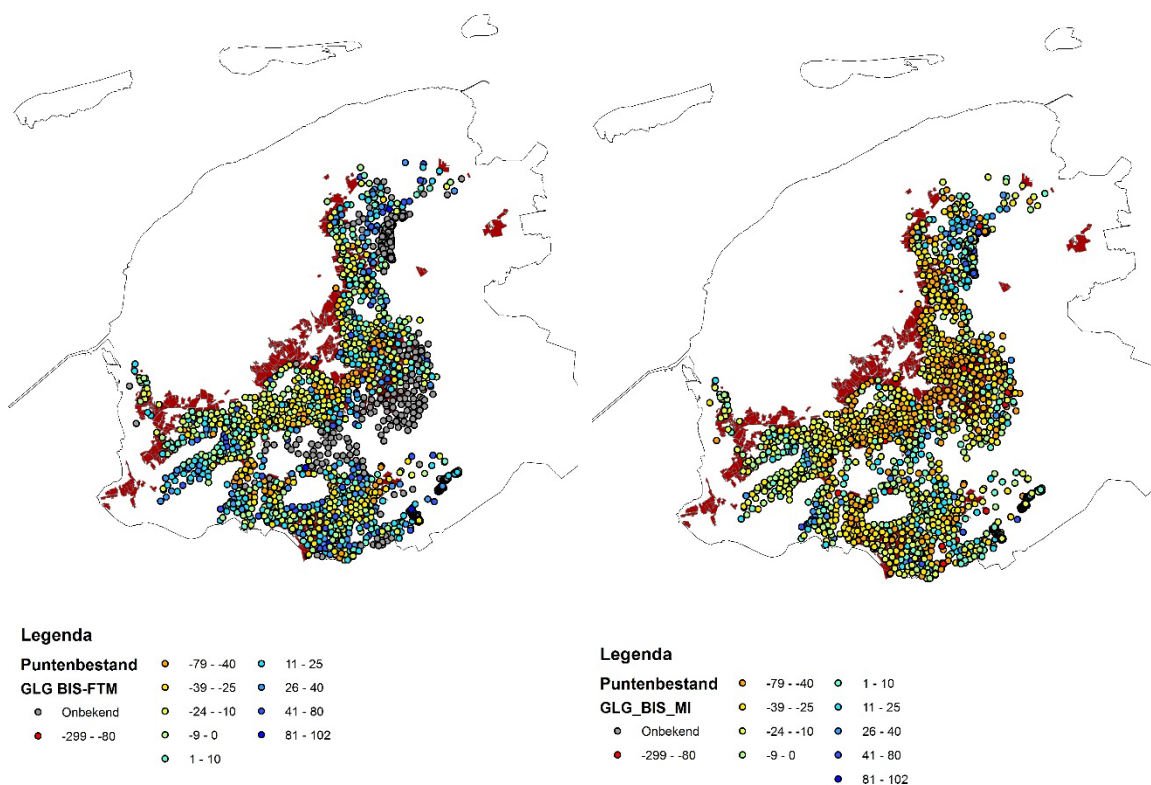 Legenda
Puntenbestand
GLG BIS-FTM
Onbekend
-299 - -80
-79 - -40
-39 - -25
-24 - -10
-9 - 0
1 - 10
11 - 25
26 - 40
41 - 80
81 - 102
Legenda
Puntenbestand
GLG_BIS_MI
Onbekend
-299 - -80
-79 - -40
-39 - -25
-24 - -10
-9 - 0
1 - 10
11 - 25
26 - 40
41 - 80
81 - 102